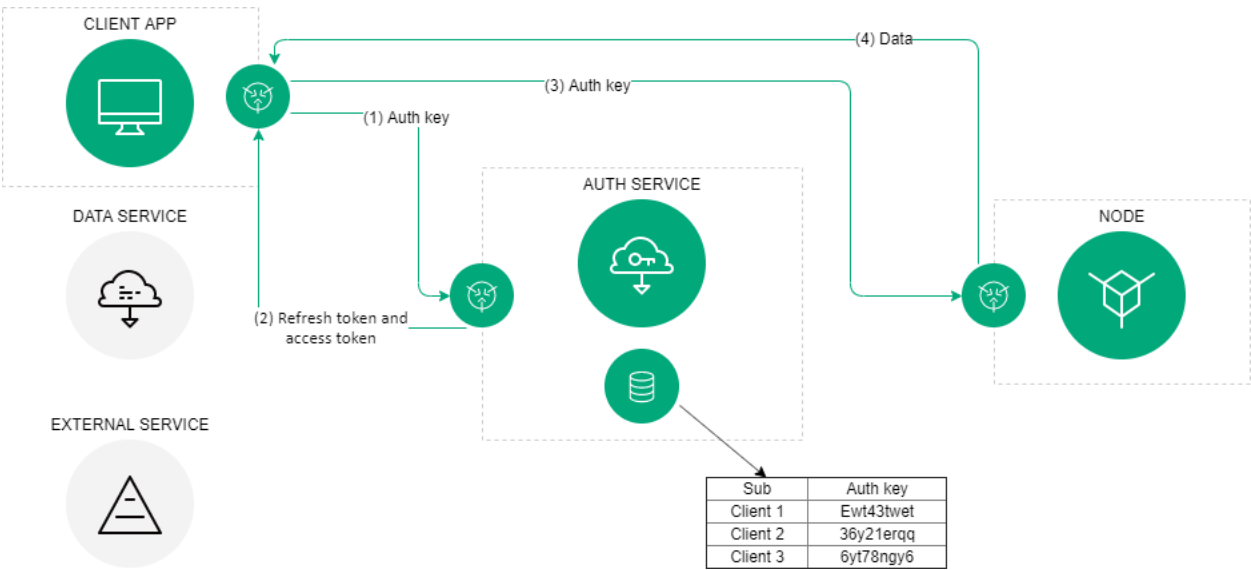 CLIENT APP
(4) Data
(3) Auth key
(1) Auth key
AUTH SERVICE
DATA SERVICE
NODE
(2) Refresh token and
access token
EXTERNAL SERVICE
Sub Auth key
Client 1 Ewt43twet
Client 2 36y21erqq
Client 3 6yt78ngy6